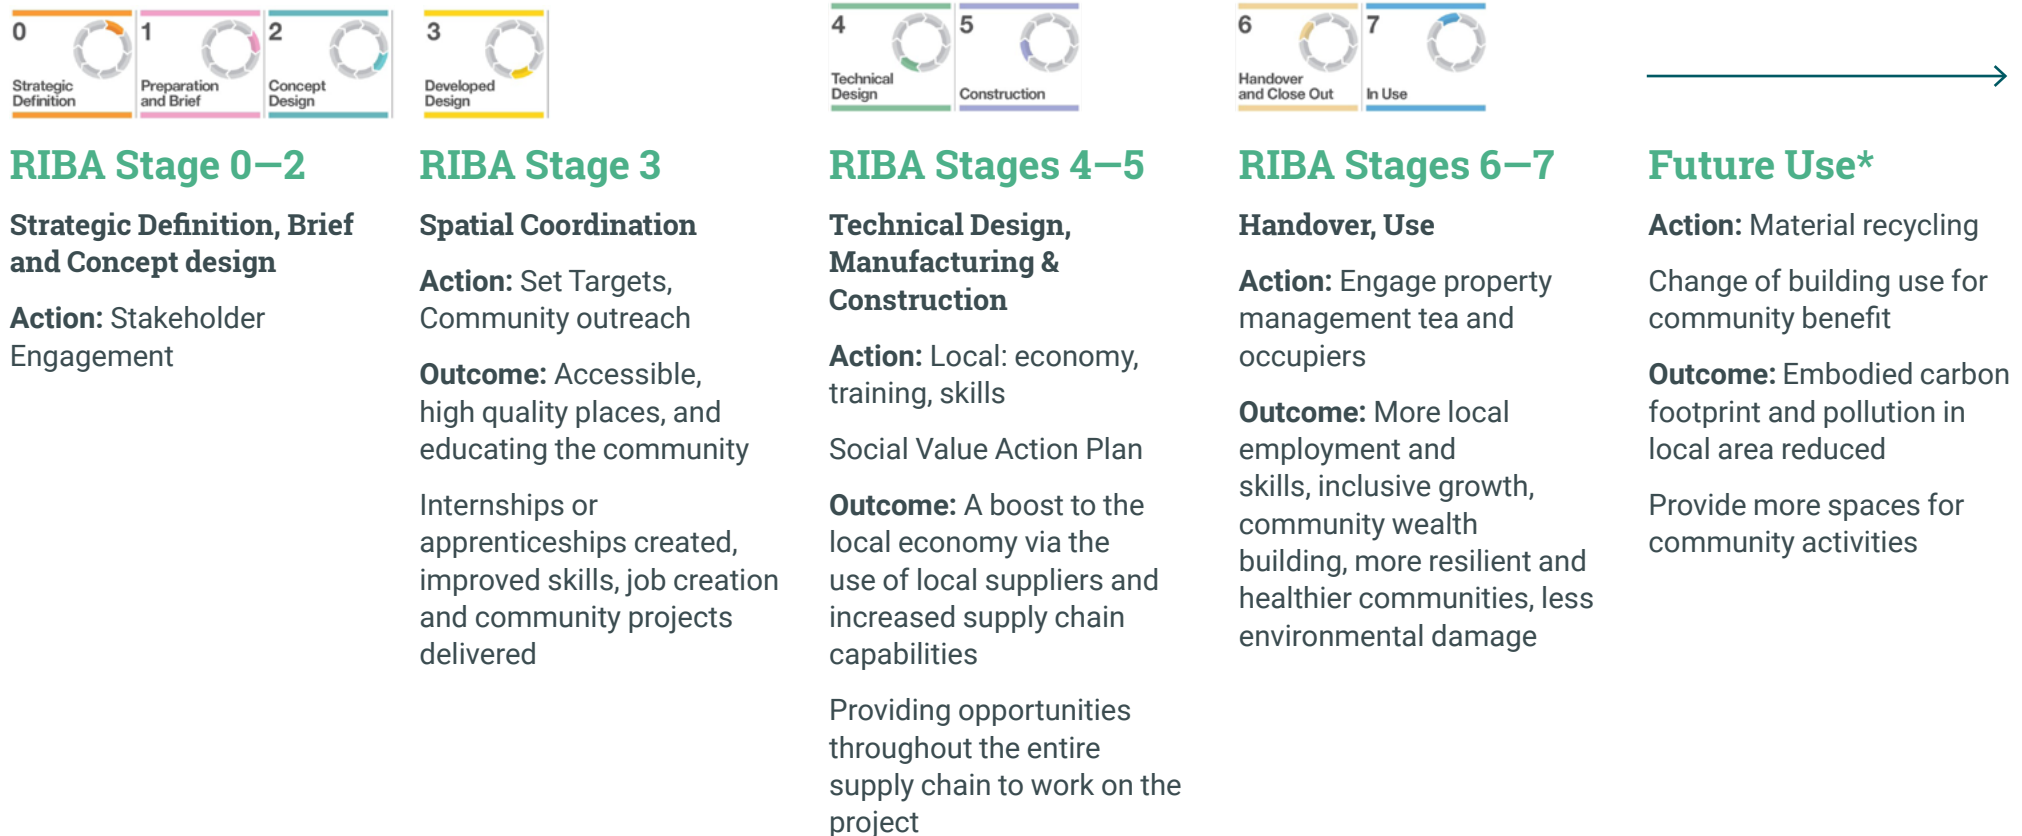 0
Strategic
Definition
1
Preparation
and Brief
2
Concept
Design
3
Developed
Design
4
Technical
Design
5
Construction
6
Handover
and Close Out
7
In Use
RIBA Stage 0—2
Strategic Definition, Brief
and Concept design
Action: Stakeholder
Engagement
RIBA Stage 3
Spatial Coordination
Action: Set Targets,
Community outreach
Outcome: Accessible,
high quality places, and
educating the community
Internships or
apprenticeships created,
improved skills, job creation
and community projects
delivered
RIBA Stages 4—5
Technical Design,
Manufacturing &
Construction
Action: Local: economy,
training, skills
Social Value Action Plan
Outcome: A boost to the
local economy via the
use of local suppliers and
increased supply chain
capabilities
Providing opportunities
throughout the entire
supply chain to work on the
project
RIBA Stages 6—7
Handover, Use
Action: Engage property
management tea and
occupiers
Outcome: More local
employment and
skills, inclusive growth,
community wealth
building, more resilient and
healthier communities, less
environmental damage
Future Use*
Action: Material recycling
Change of building use for
community benefit
Outcome: Embodied carbon
footprint and pollution in
local area reduced
Provide more spaces for
community activities